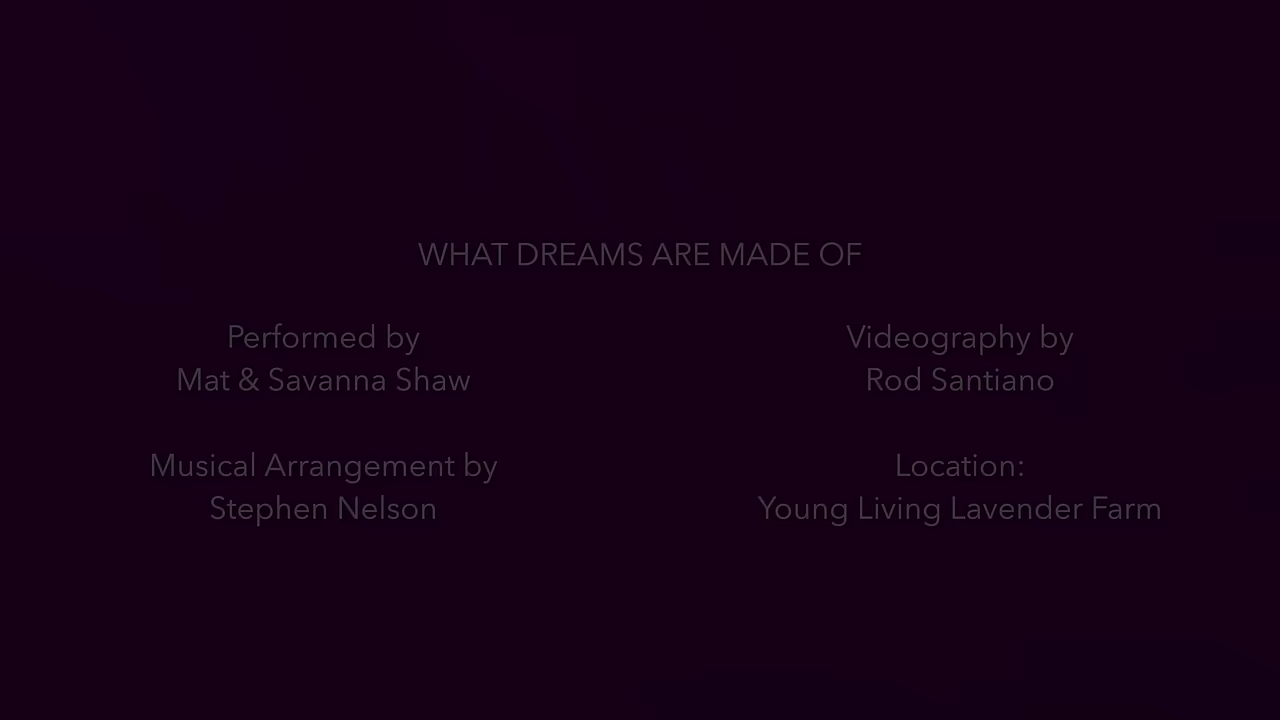 WHAT DREAMS ARE MADE OF
Performed by
Mat & Savanna Shaw
Musical Arrangement by
Stephen Nelson
Videography by
Rod Santiano
Location:
Young Living Lavender Farm